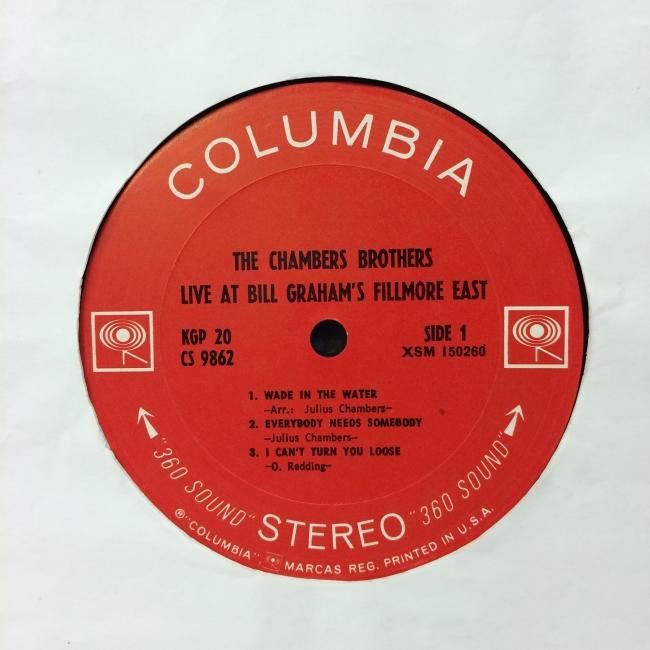 COLUMBIA
THE CHAMBERS BROTHERS
LIVE AT BILL GRAHAM'S FILLMORE EAST
KGP 20
CS 9862
SIDE 1
XSM 150260
1. WADE IN THE WATER
-Arr.: Julius Chambers-
2. EVERYBODY NEEDS SOMEBODY
-Julius Chambers-
3. I CAN'T TURN YOU LOOSE
-O. Redding-
"360 SOUND" STEREO "360 SOUND"
® "COLUMBIA", MARCAS REG. PRINTED IN U.S.A.